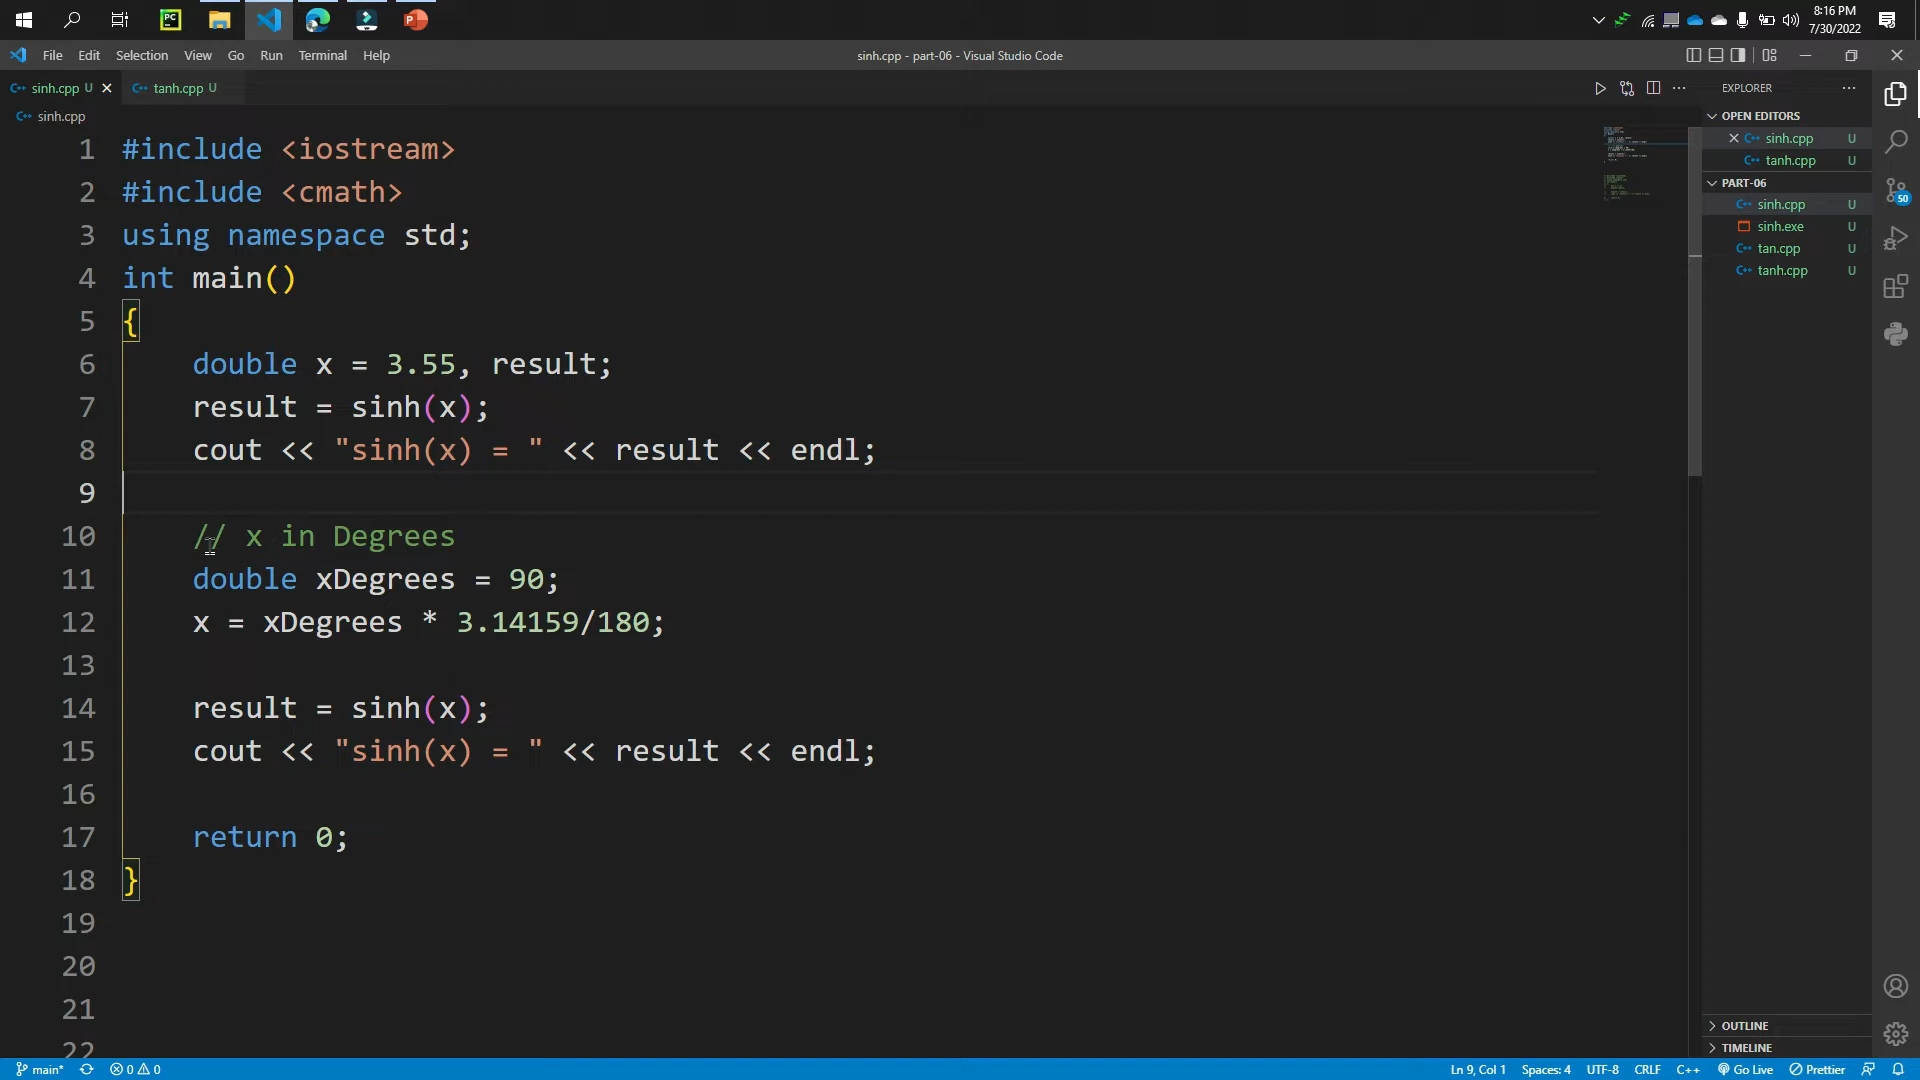 8:16 PM
7/30/2022
File Edit Selection View Go Run Terminal Help
sinh.cpp - part-06 - Visual Studio Code
sinh.cpp U
tanh.cpp U
sinh.cpp
1 #include <iostream>
2 #include <cmath>
3 using namespace std;
4 int main()
5 {
6 double x = 3.55, result;
7 result = sinh(x);
8 cout << "sinh(x) = " << result << endl;
9
10 // x in Degrees
11 double xDegrees = 90;
12 x = xDegrees * 3.14159/180;
13
14 result = sinh(x);
15 cout << "sinh(x) = " << result << endl;
16
17 return 0;
18 }
19
20
21
22
EXPLORER
OPEN EDITORS
sinh.cpp U
tanh.cpp U
PART-06
sinh.cpp U
sinh.exe U
tan.cpp U
tanh.cpp U
50
OUTLINE
TIMELINE
main* 0 0 Ln 9, Col 1 Spaces: 4 UTF-8 CRLF C++ Go Live Prettier